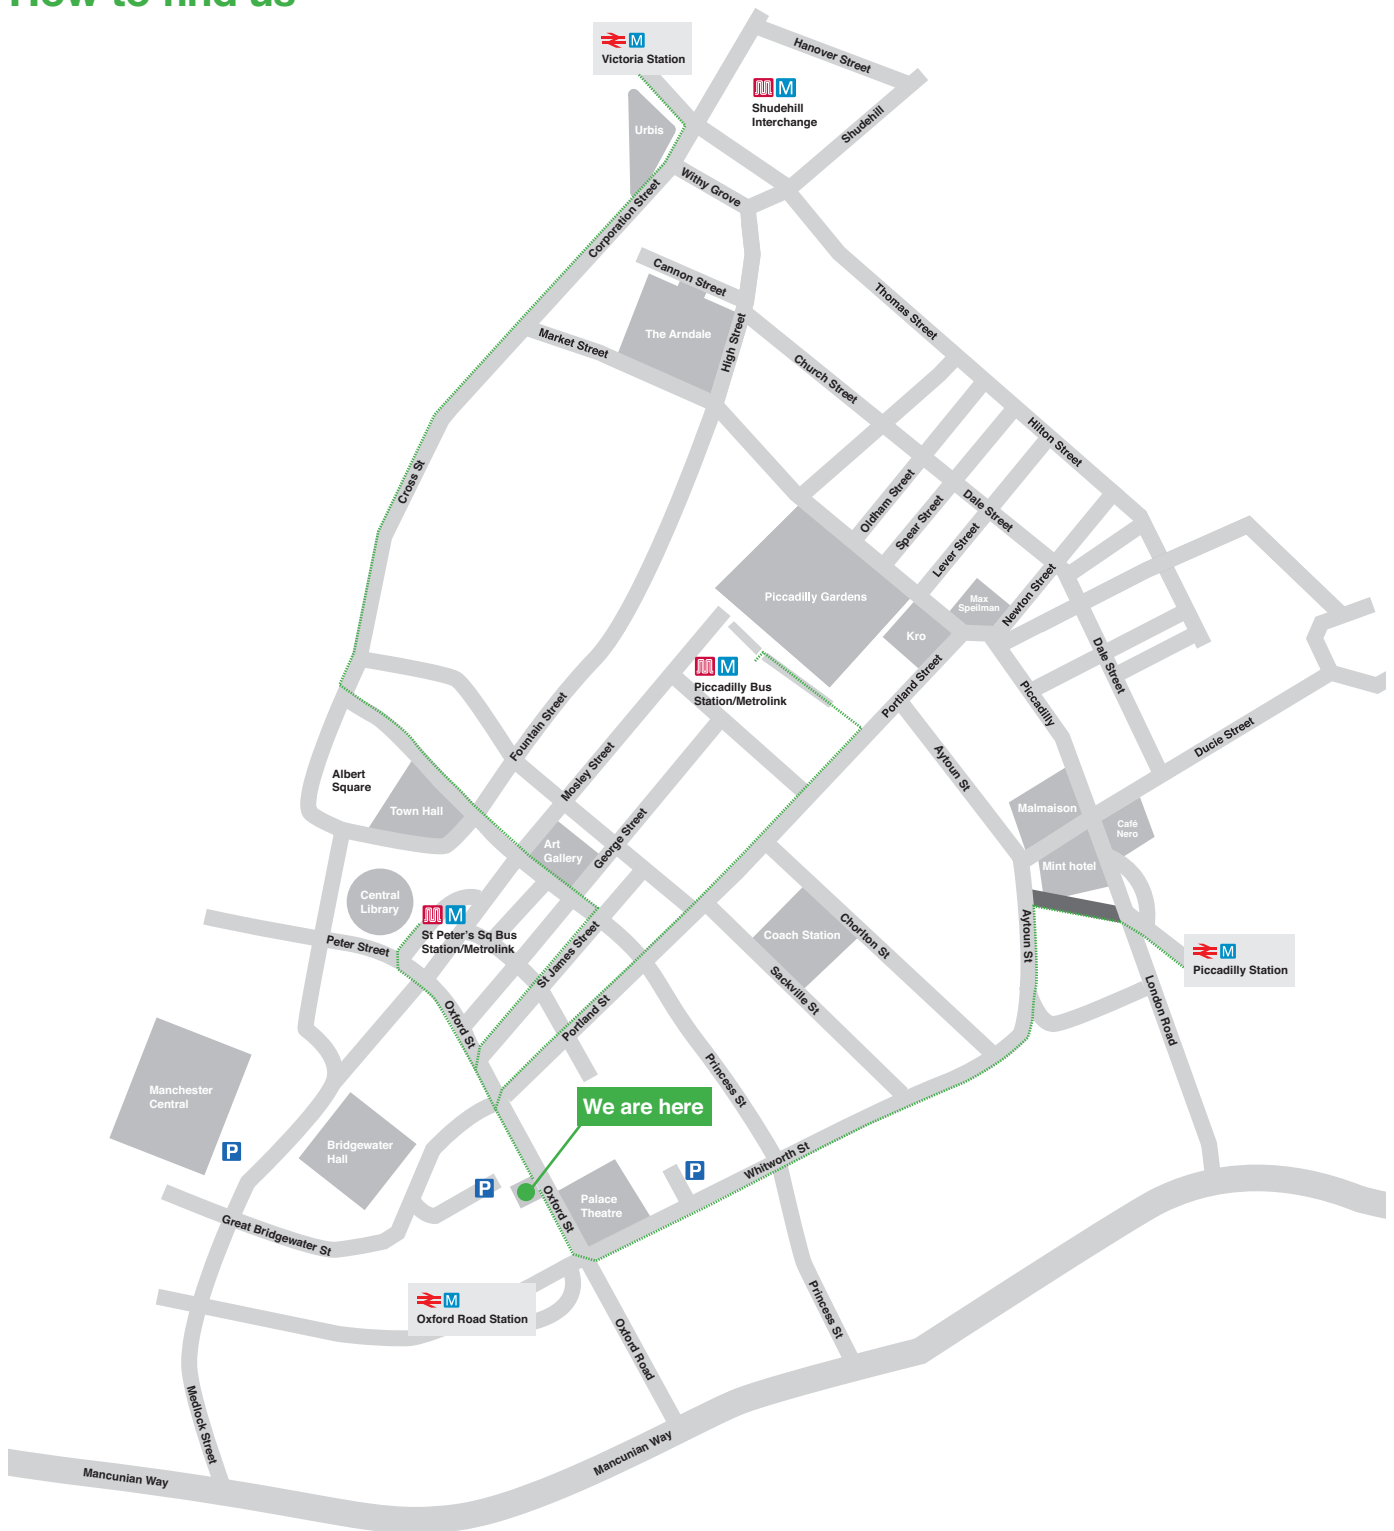 How to find us
M
Victoria Station
Hanover Street
M
Shudehill
Interchange
Shudehill
Urbis
Withy Grove
Corporation Street
Cannon Street
Thomas Street
The Arndale
High Street
Market Street
Church Street
Hilton Street
Cross St
Oldham Street
Spear Street
Lever Street
Dale Street
Newton Street
Piccadilly Gardens
Max
Speilman
Kro
M
Piccadilly Bus
Station/Metrolink
Portland Street
Dale Street
Piccadilly
Ducie Street
Fountain Street
Mosley Street
Aytoun St
Albert
Square
Town Hall
Malmaison
Café
Nero
George Street
Art
Gallery
Mint hotel
Central
Library
M
St Peter's Sq Bus
Station/Metrolink
Peter Street
St James Street
Coach Station
Chorlton St
Aytoun St
M
Piccadilly Station
Sackville St
Oxford St
Portland St
London Road
Princess St
Manchester
Central
We are here
Bridgewater
Hall
P
P
P
Whitworth St
Oxford St
Palace
Theatre
Great Bridgewater St
M
Oxford Road Station
Oxford Road
Princess St
Medlock Street
Mancunian Way
Mancunian Way